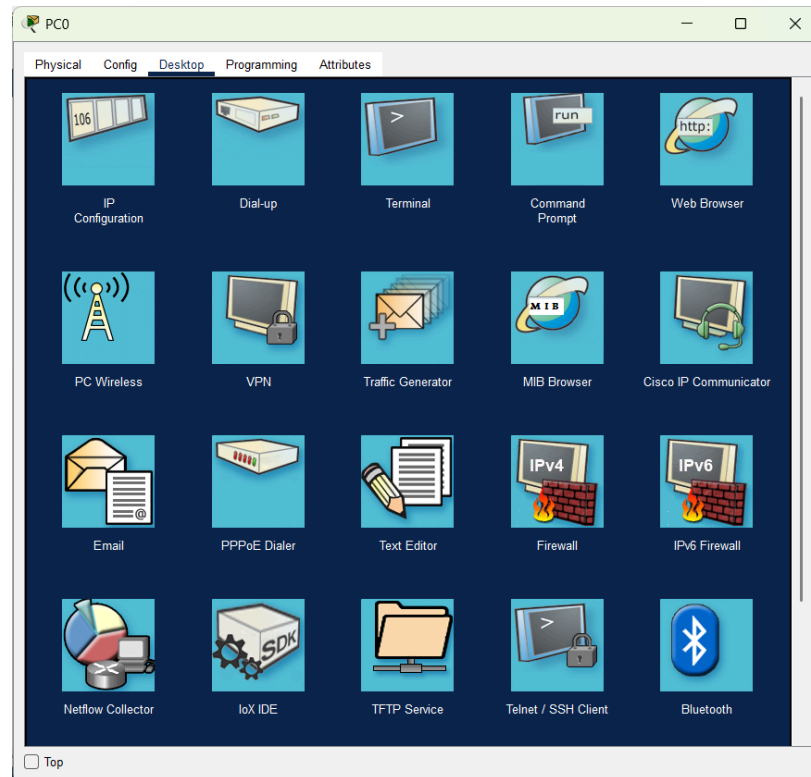 PC0
Physical Config Desktop Programming Attributes
106
>
run
http:
IP
Configuration
Dial-up
Terminal
Command
Prompt
Web Browser
MIB
PC Wireless
VPN
Traffic Generator
MIB Browser
Cisco IP Communicator
@
IPv4
IPv6
Email
PPPoE Dialer
Text Editor
Firewall
IPv6 Firewall
SDK
>
Netflow Collector
IoX IDE
TFTP Service
Telnet / SSH Client
Bluetooth
Top